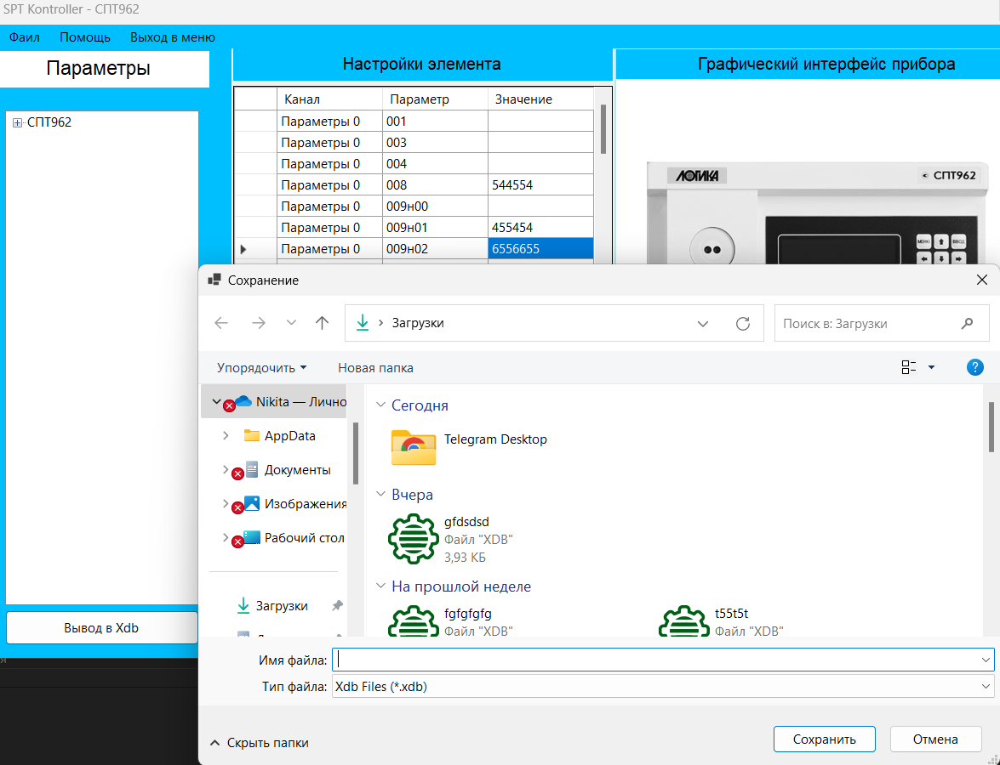 SPT Kontroller - СПТ962
Фаил Помощь Выход в меню
Параметры
СПТ962
Вывод в Xdb
Настройки элемента
Канал Параметр Значение
Параметры 0 001
Параметры 0 003
Параметры 0 004
Параметры 0 008 544554
Параметры 0 009н00
Параметры 0 009н01 455454
Параметры 0 009н02 6556655
Графический интерфейс прибора
ЛОГИКА
СПТ962
МЕНЮ
ВВОД
Сохранение
Загрузки
Поиск в: Загрузки
Упорядочить
Новая папка
Nikita — Лично
AppData
Документы
Изображения
Рабочий стол
Загрузки
Сегодня
Telegram Desktop
Вчера
gfdsdsd
Файл "XDB"
3,93 КБ
На прошлой неделе
fgfgfgfg
Файл "XDB"
t55t5t
Файл "XDB"
Имя файла:
Тип файла: Xdb Files (*.xdb)
Скрыть папки
Сохранить
Отмена